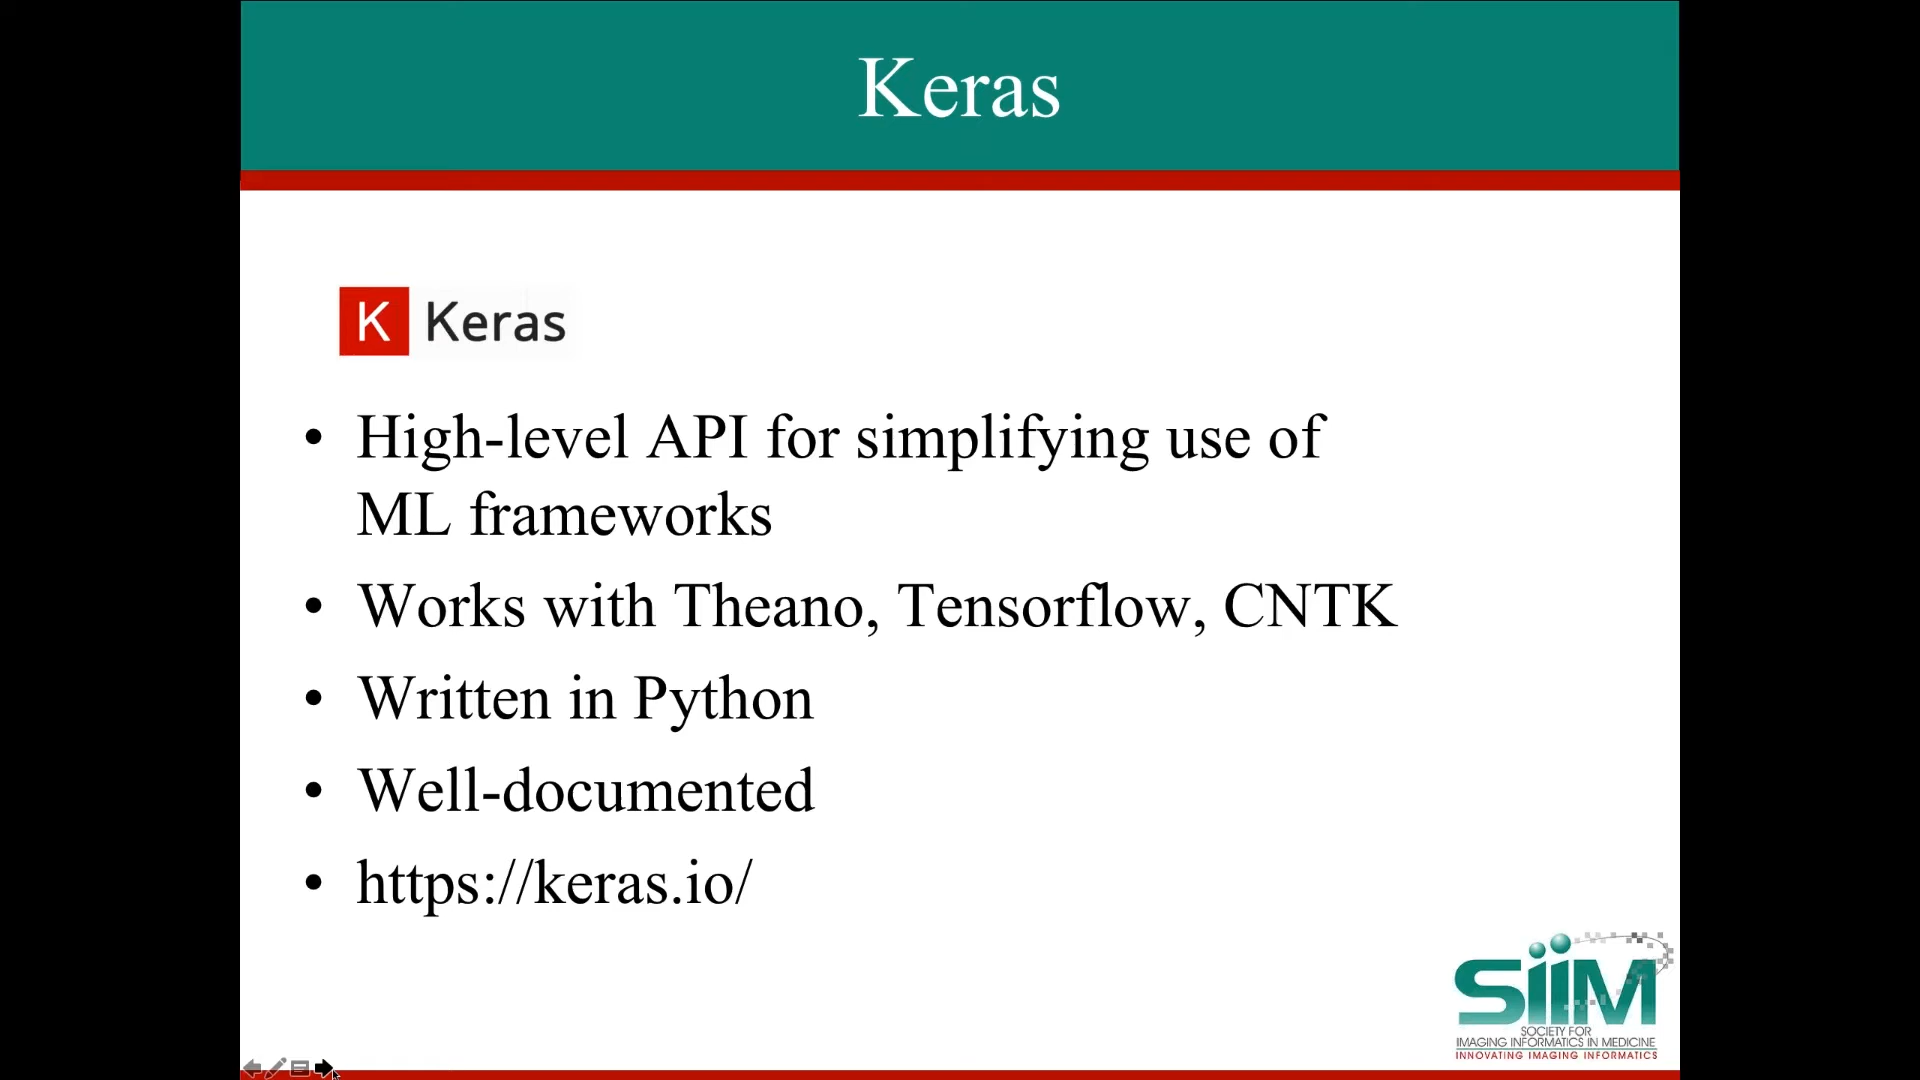 Keras
K Keras
• High-level API for simplifying use of
ML frameworks
• Works with Theano, Tensorflow, CNTK
• Written in Python
• Well-documented
• https://keras.io/
SiiM
SOCIETY FOR
IMAGING INFORMATICS IN MEDICINE
INNOVATING IMAGING INFORMATICS